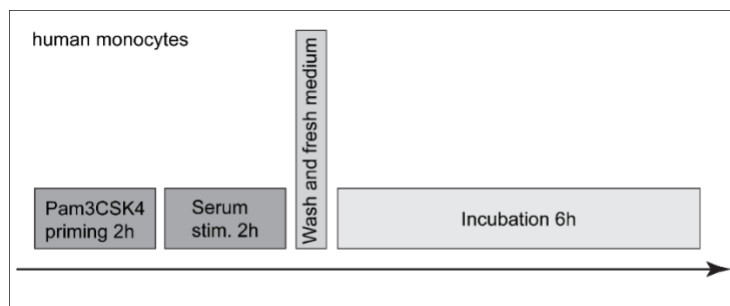 human monocytes
Wash and fresh medium
Pam3CSK4
priming 2h
Serum
stim. 2h
Incubation 6h